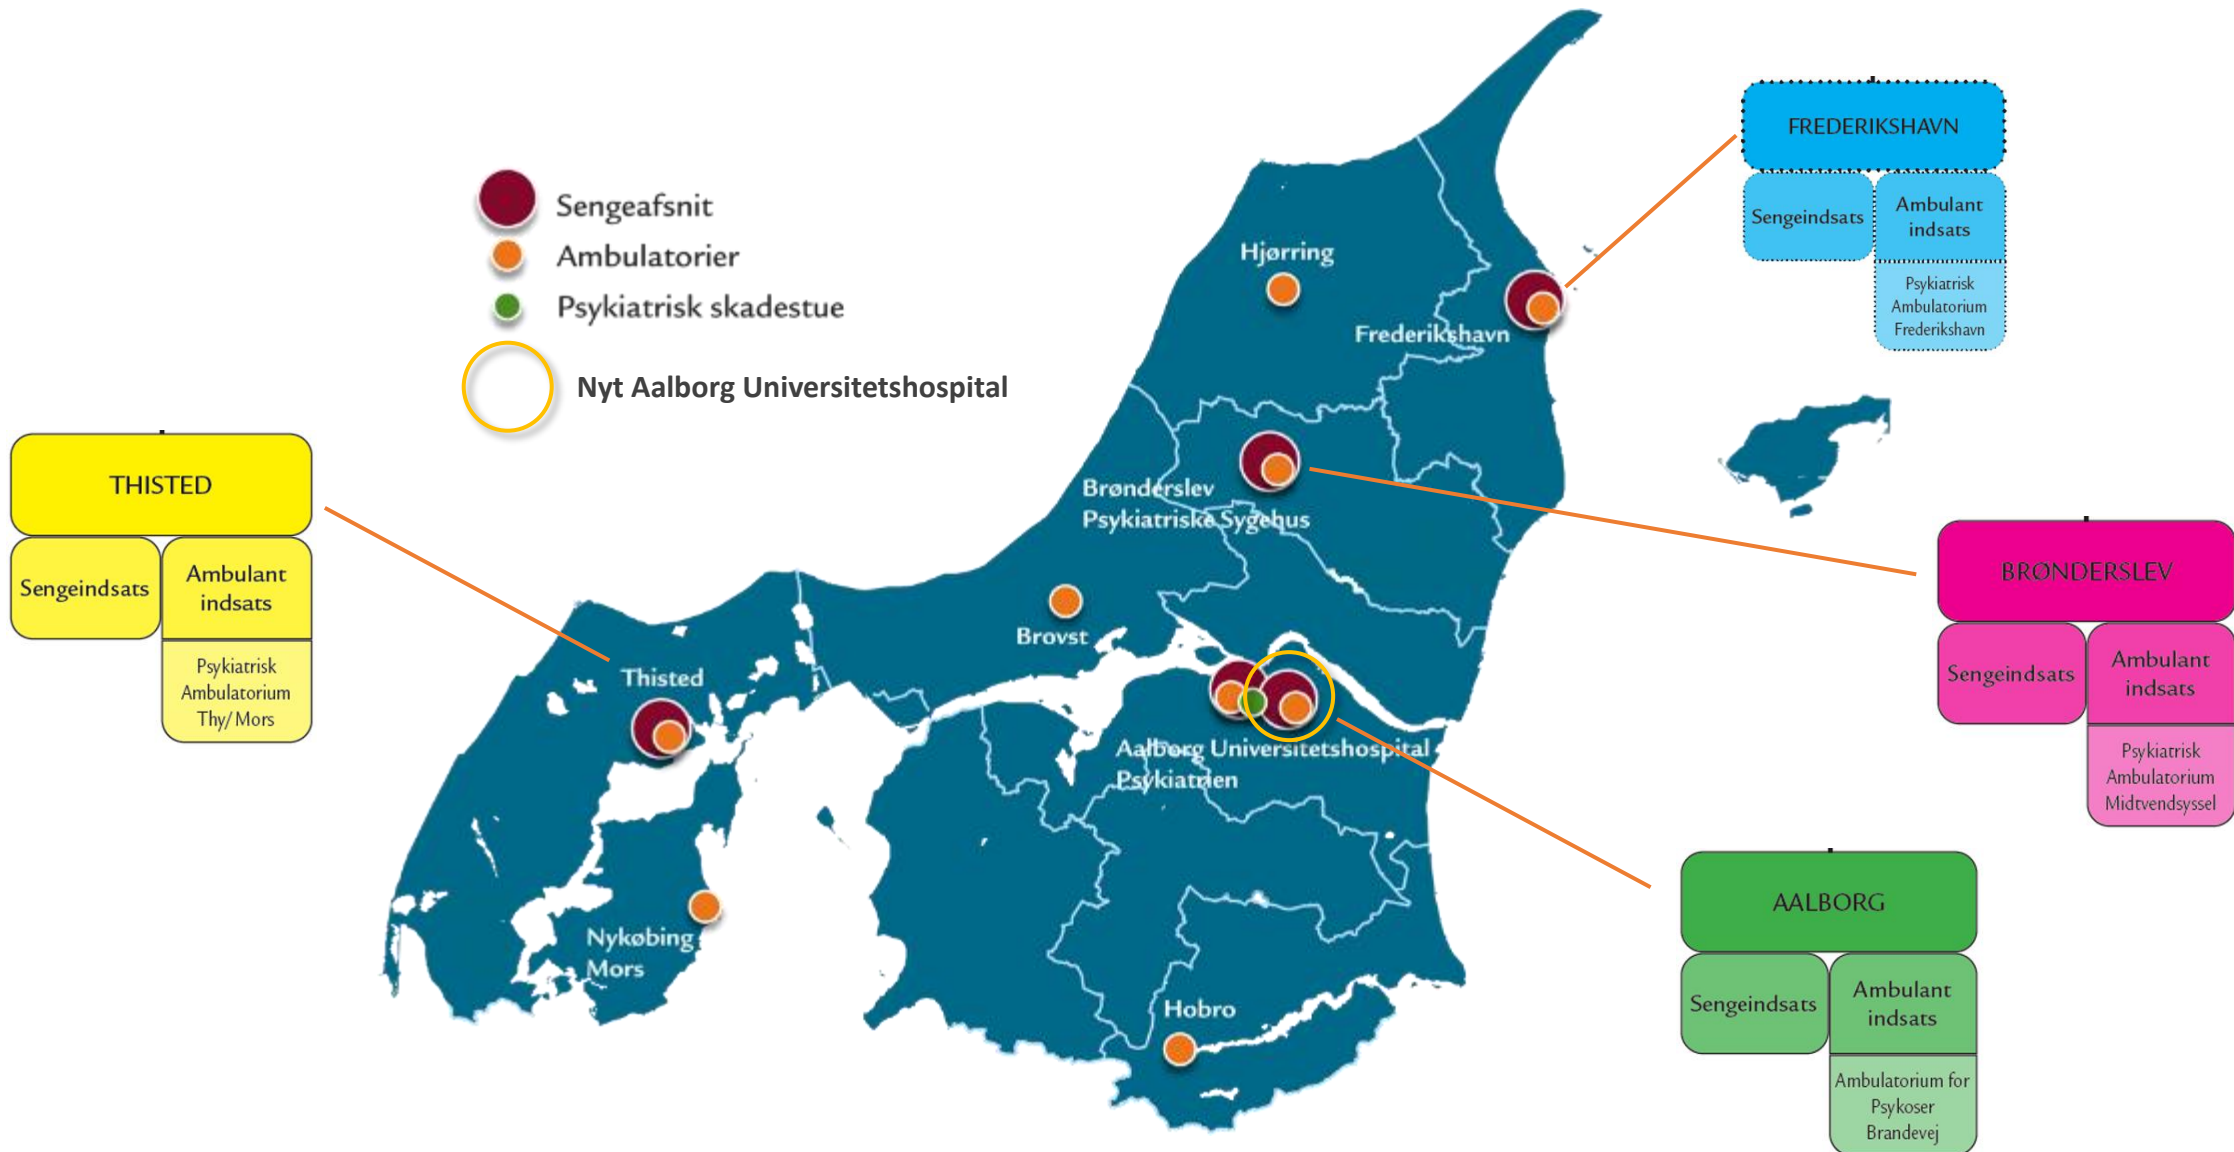 Sengeafsnit
Ambulatorier
Psykiatrisk skadestue
Nyt Aalborg Universitetshospital
FREDERIKSHAVN
Sengeindsats
Ambulant
indsats
Psykiatrisk
Ambulatorium
Frederikshavn
Hjørring
Frederikshavn
THISTED
Sengeindsats
Ambulant
indsats
Psykiatrisk
Ambulatorium
Thy/Mors
Brønderslev
Psykiatriske Sygehus
BRØNDERSLEV
Sengeindsats
Ambulant
indsats
Psykiatrisk
Ambulatorium
Midtvendsyssel
Brovst
Thisted
Aalborg Universitetshospital
Psykiatrien
Nykøbing
Mors
Hobro
AALBORG
Sengeindsats
Ambulant
indsats
Ambulatorium for
Psykoser
Brandevej